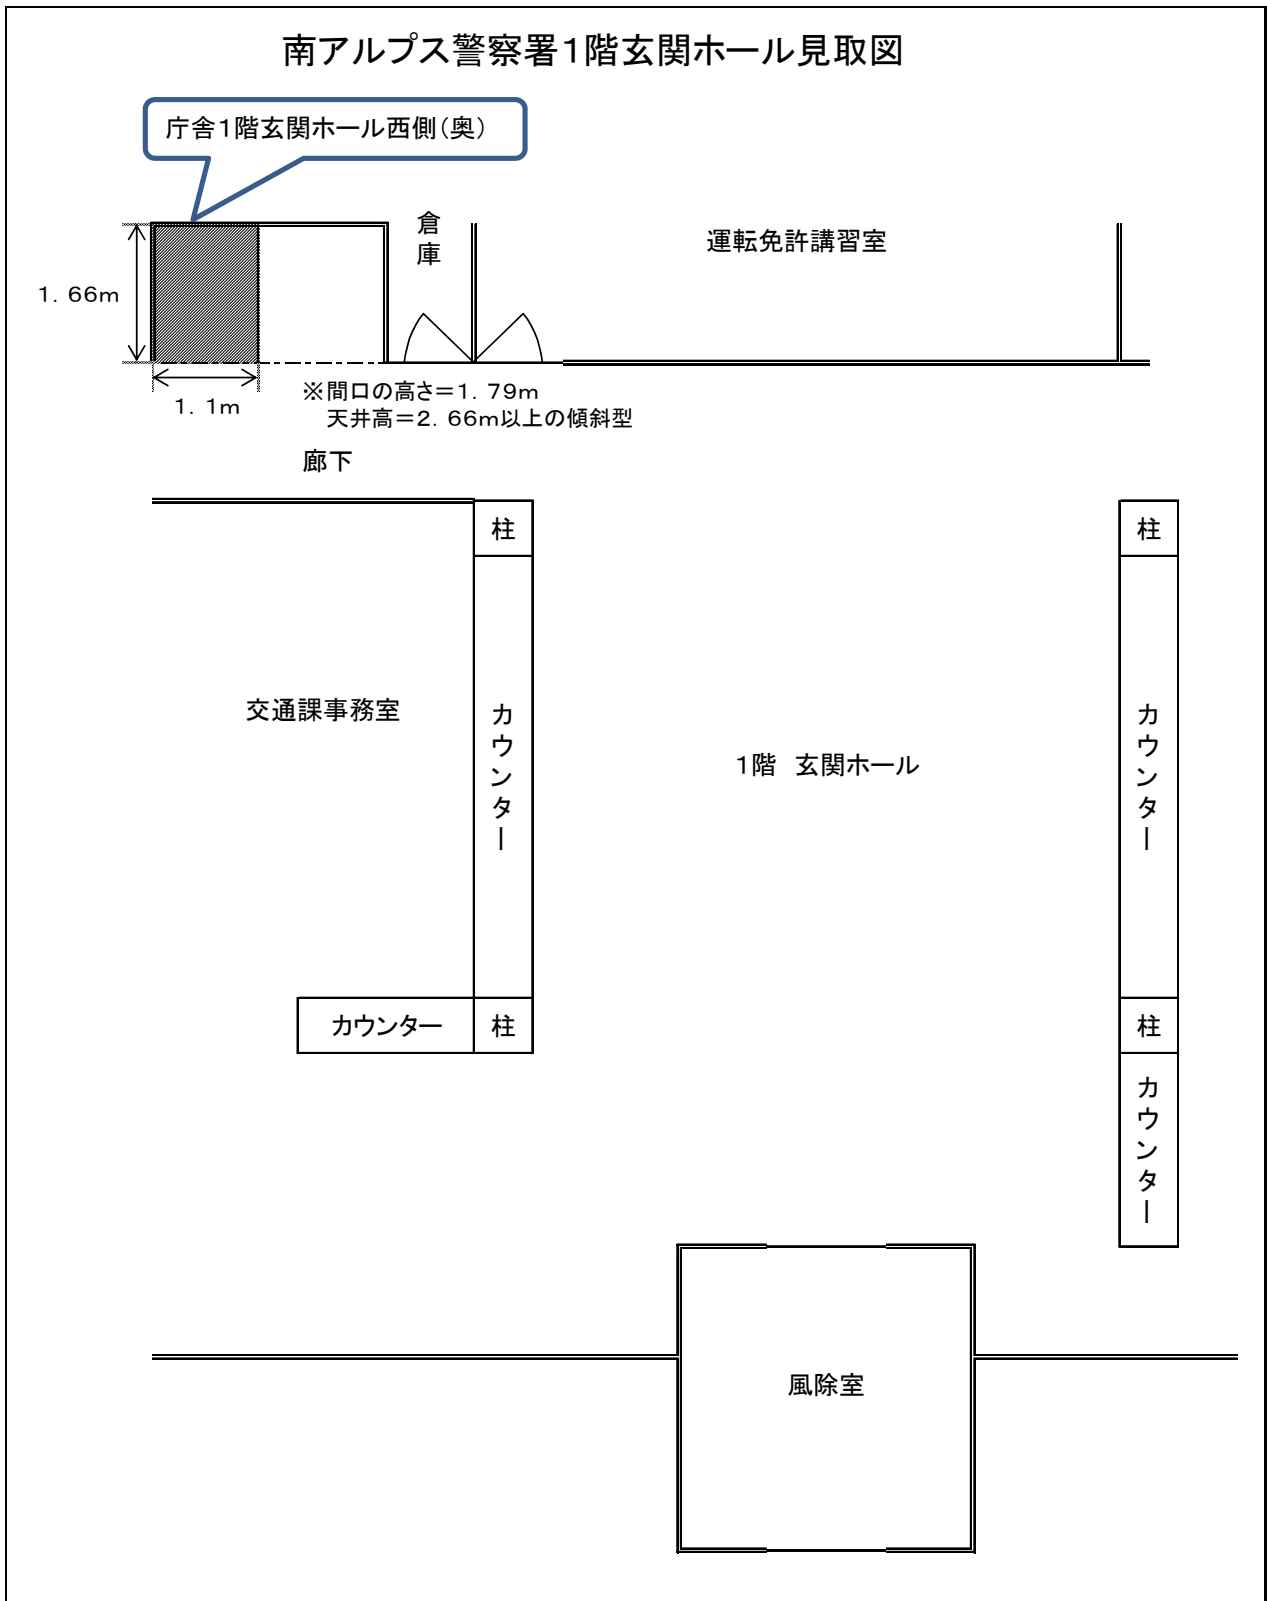 南アルプス警察署1階玄関ホール見取図
庁舎1階玄関ホール西側(奥)
倉庫
運転免許講習室
1.66m
1.1m
※間口の高さ=1.79m
天井高=2.66m以上の傾斜型
廊下
柱
柱
交通課事務室
カウンター
1階 玄関ホール
カウンター
カウンター
柱
柱
カウンター
風除室